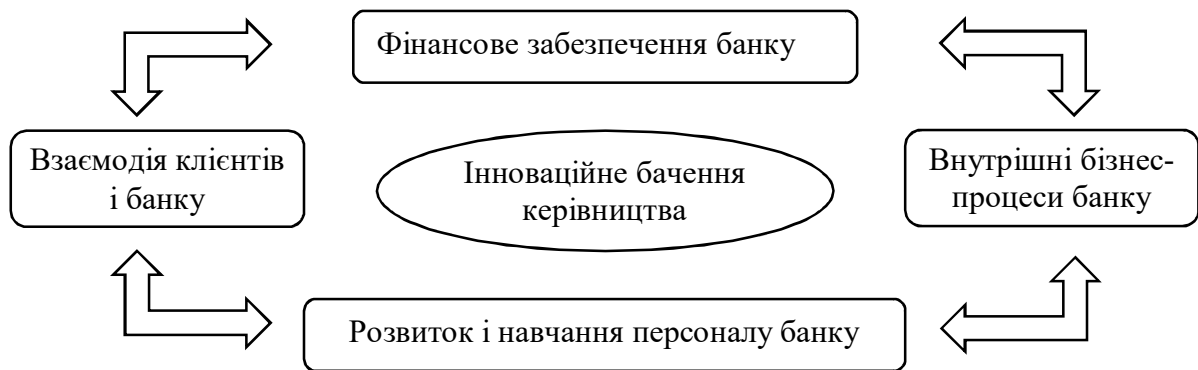 Фінансове забезпечення банку
Взаємодія клієнтів
і банку
Інноваційне бачення
керівництва
Внутрішні бізнес-
процеси банку
Розвиток і навчання персоналу банку